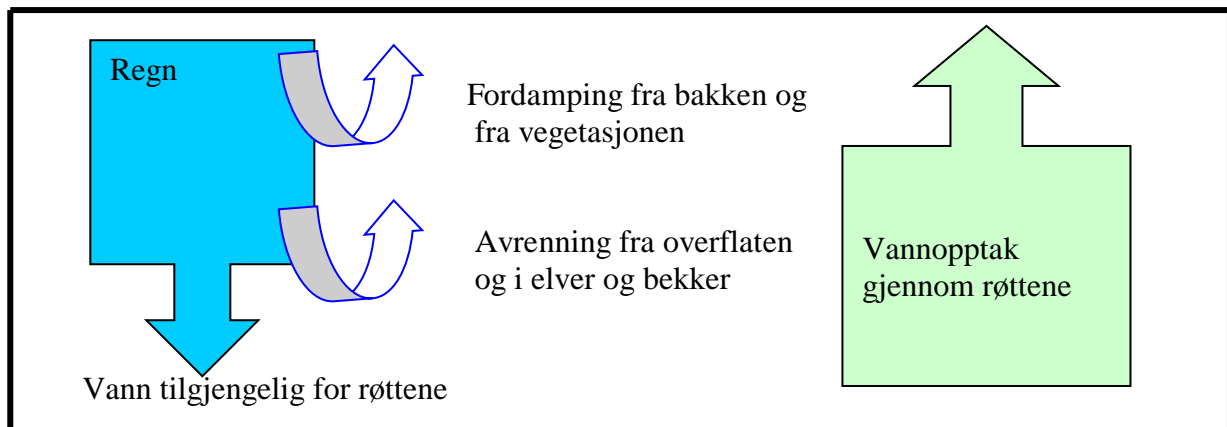 Regn
Fordamping fra bakken og
fra vegetasjonen
Avrenning fra overflaten
og i elver og bekker
Vann tilgjengelig for røttene
Vannopptak
gjennom røttene